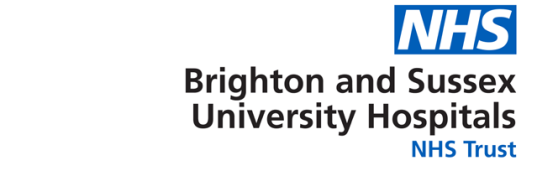 NHS
Brighton and Sussex
University Hospitals
NHS Trust